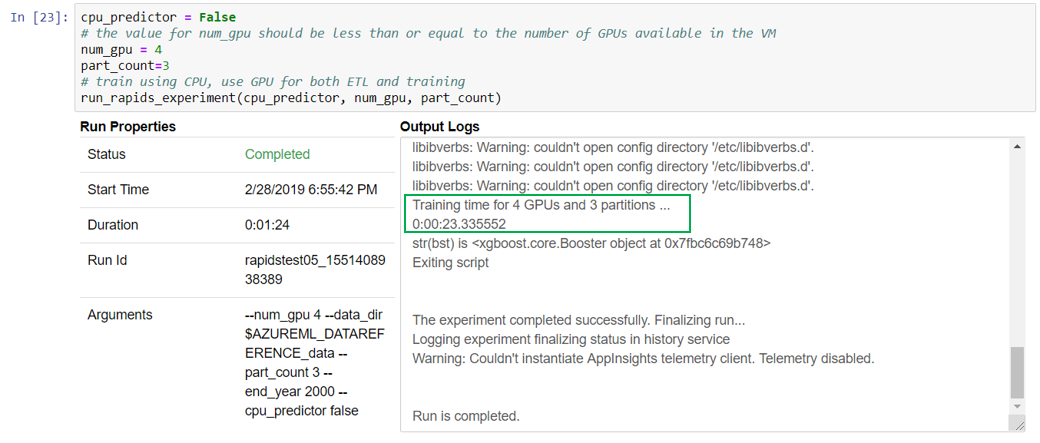 In [23]:
cpu_predictor = False
# the value for num_gpu should be less than or equal to the number of GPUs available in the VM
num_gpu = 4
part_count=3
# train using CPU, use GPU for both ETL and training
run_rapids_experiment(cpu_predictor, num_gpu, part_count)
Run Properties
Status Completed
Start Time 2/28/2019 6:55:42 PM
Duration 0:01:24
Run Id rapidstest05_15514089
38389
Arguments --num_gpu 4 --data_dir
$AZUREML_DATAREF
ERENCE_data --
part_count 3 --
end_year 2000 --
cpu_predictor false
Output Logs
libibverbs: Warning: couldn't open config directory '/etc/libibverbs.d'.
libibverbs: Warning: couldn't open config directory '/etc/libibverbs.d'.
libibverbs: Warning: couldn't open config directory '/etc/libibverbs.d'.
Training time for 4 GPUs and 3 partitions ...
0:00:23.335552
str(bst) is <xgboost.core.Booster object at 0x7fbc6c69b748>
Exiting script
The experiment completed successfully. Finalizing run...
Logging experiment finalizing status in history service
Warning: Couldn't instantiate AppInsights telemetry client. Telemetry disabled.
Run is completed.